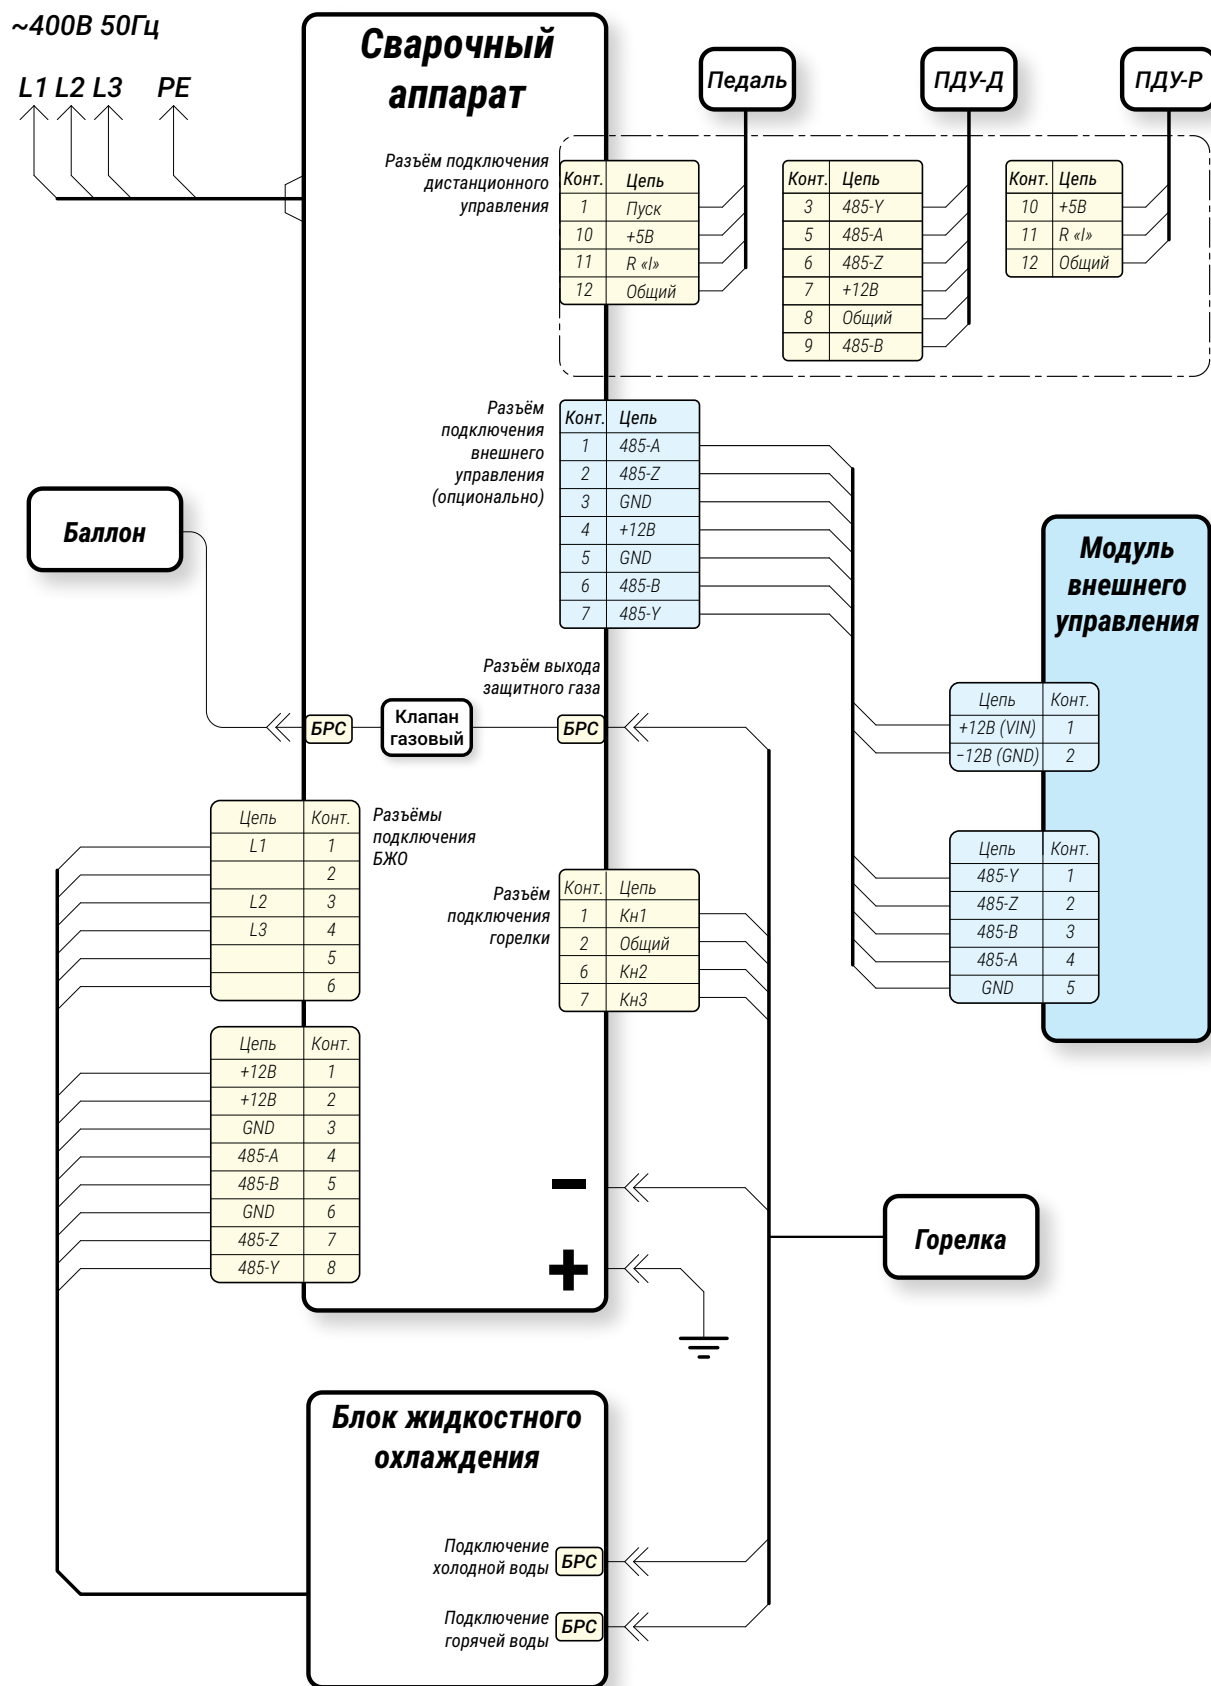 ~400В 50Гц
L1 L2 L3 PE
Сварочный
аппарат
Педаль
ПДУ-Д
ПДУ-Р
Разъём подключения
дистанционного
управления
Конт. Цепь
1 Пуск
10 +5В
11 R «I»
12 Общий
Конт. Цепь
3 485-Y
5 485-A
6 485-Z
7 +12В
8 Общий
9 485-B
Конт. Цепь
10 +5В
11 R «I»
12 Общий
Разъём
подключения
внешнего
управления
(опционально)
Конт. Цепь
1 485-A
2 485-Z
3 GND
4 +12В
5 GND
6 485-B
7 485-Y
Баллон
Модуль
внешнего
управления
Разъём выхода
защитного газа
БРС
Клапан
газовый
БРС
Цепь Конт.
+12В (VIN) 1
−12В (GND) 2
Цепь Конт.
L1 1
2
L2 3
L3 4
5
6
Разъёмы
подключения
БЖО
Цепь Конт.
485-Y 1
485-Z 2
485-B 3
485-A 4
GND 5
Разъём
подключения
горелки
Конт. Цепь
1 Кн1
2 Общий
6 Кн2
7 Кн3
Цепь Конт.
+12В 1
+12В 2
GND 3
485-A 4
485-B 5
GND 6
485-Z 7
485-Y 8
−
+
Горелка
Блок жидкостного
охлаждения
Подключение
холодной воды
БРС
Подключение
горячей воды
БРС